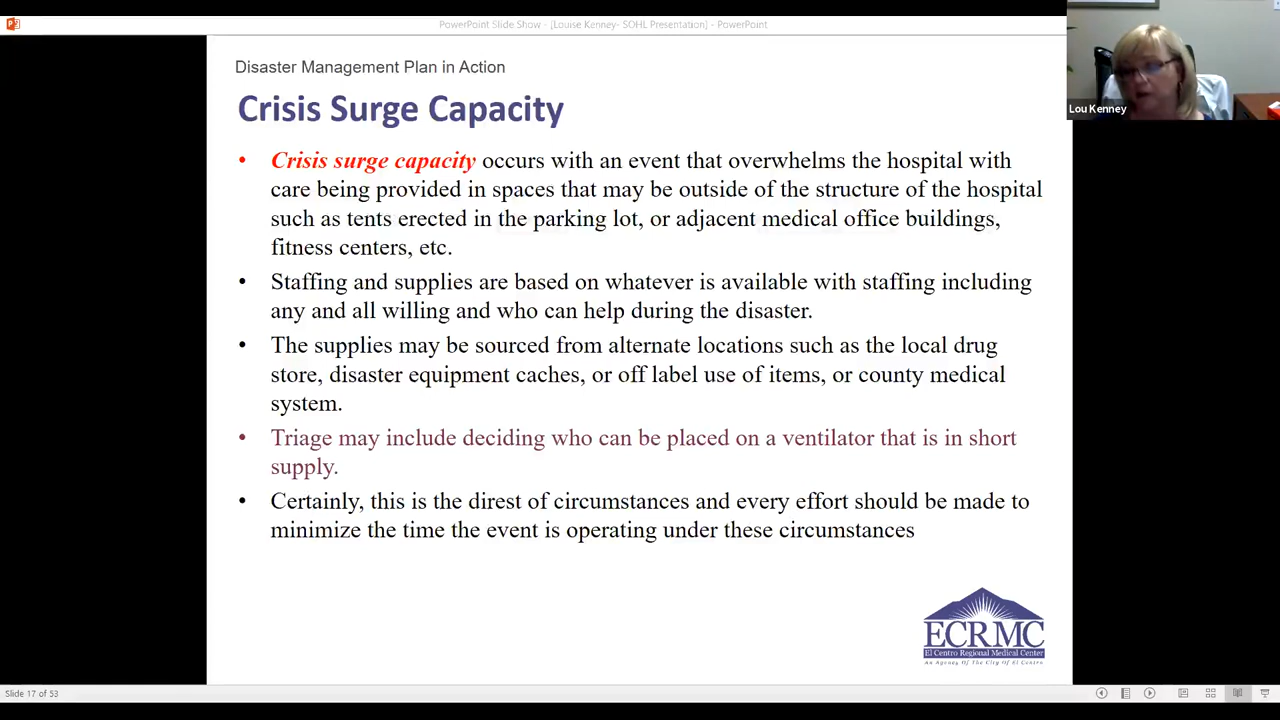 PowerPoint Slide Show - [Louise Kenney- SOHL Presentation] - PowerPoint
Lou Kenney
Disaster Management Plan in Action
Crisis Surge Capacity
• Crisis surge capacity occurs with an event that overwhelms the hospital with
care being provided in spaces that may be outside of the structure of the hospital
such as tents erected in the parking lot, or adjacent medical office buildings,
fitness centers, etc.
• Staffing and supplies are based on whatever is available with staffing including
any and all willing and who can help during the disaster.
• The supplies may be sourced from alternate locations such as the local drug
store, disaster equipment caches, or off label use of items, or county medical
system.
• Triage may include deciding who can be placed on a ventilator that is in short
supply.
• Certainly, this is the direst of circumstances and every effort should be made to
minimize the time the event is operating under these circumstances
ECRMC
El Centro Regional Medical Center
An Agency Of The City Of El Centro
Slide 17 of 53